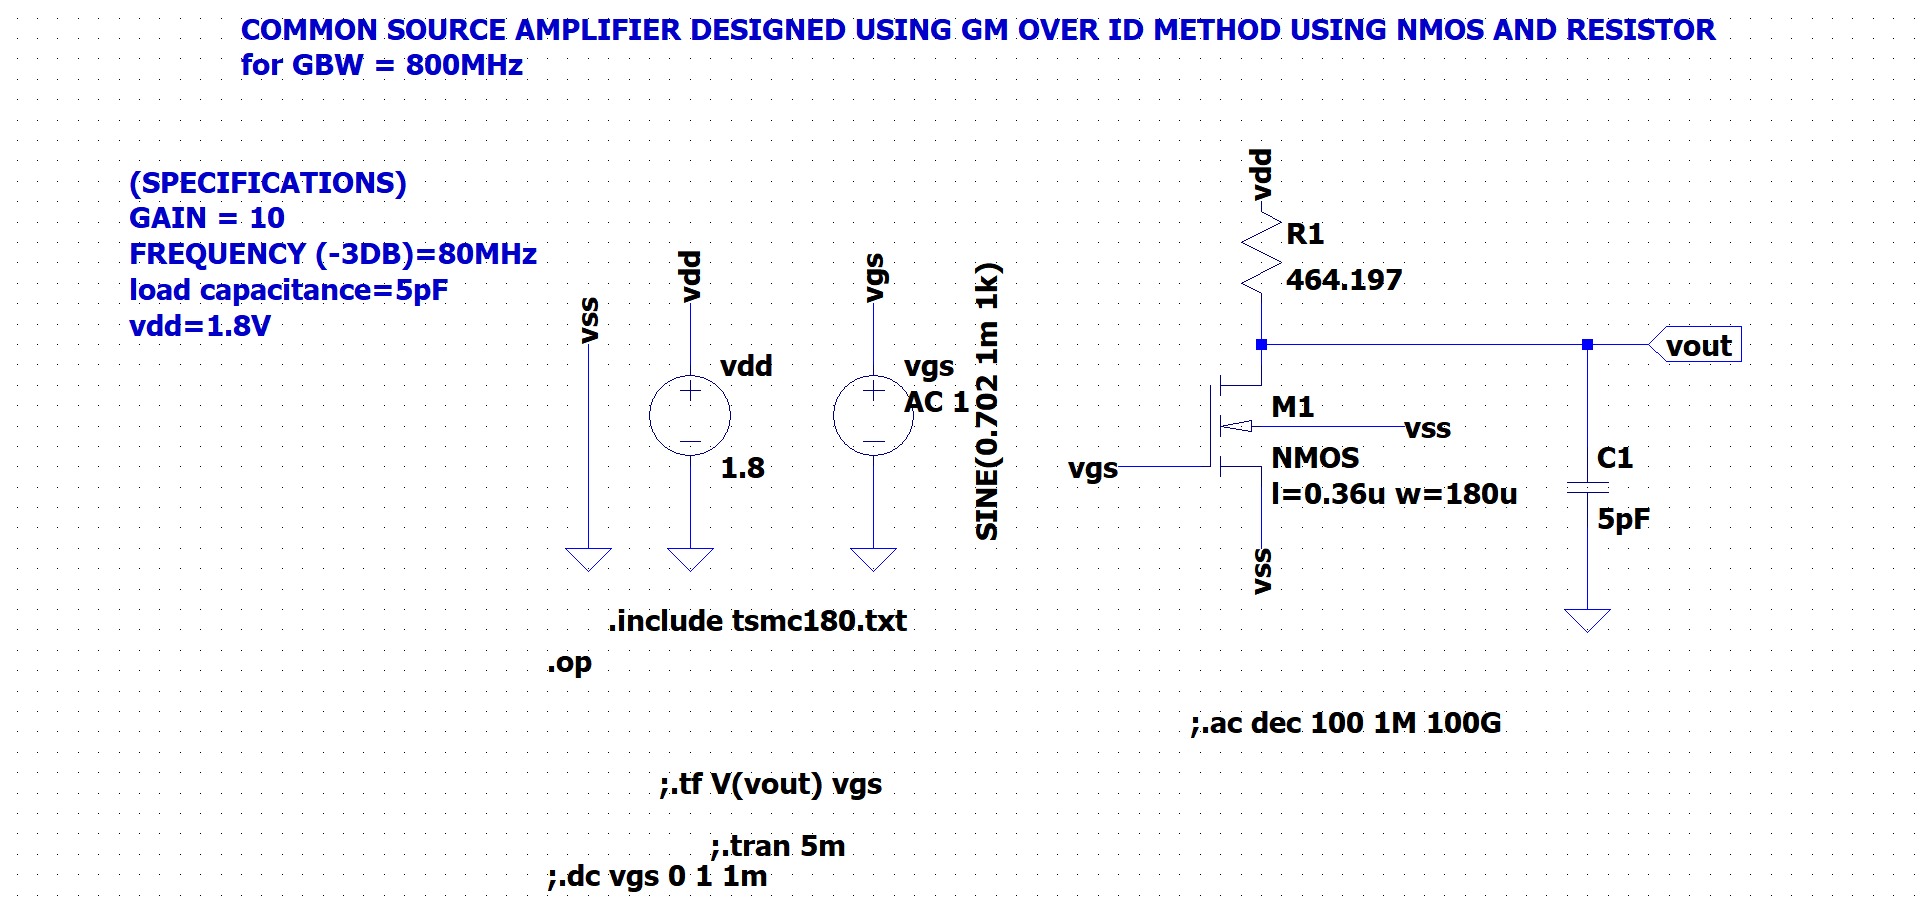 COMMON SOURCE AMPLIFIER DESIGNED USING GM OVER ID METHOD USING NMOS AND RESISTOR
for GBW = 800MHz
(SPECIFICATIONS)
GAIN = 10
FREQUENCY (-3DB)=80MHz
load capacitance=5pF
vdd=1.8V
vss
vdd
vdd
1.8
vgs
vgs
AC 1
SINE(0.702 1m 1k)
vdd
R1
464.197
vout
M1
vss
NMOS
l=0.36u w=180u
vgs
vss
C1
5pF
.include tsmc180.txt
.op
;.ac dec 100 1M 100G
;.tf V(vout) vgs
;.tran 5m
;.dc vgs 0 1 1m